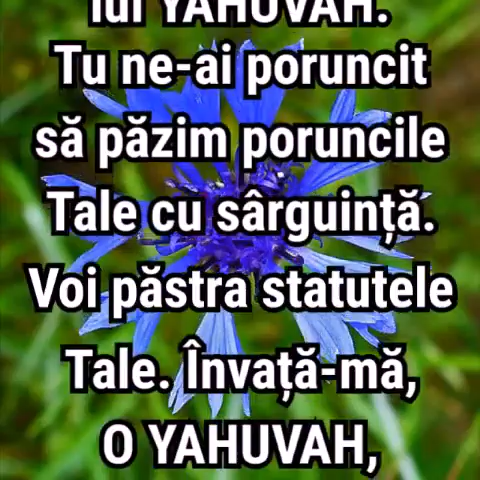 lui YAHUVAH.
Tu ne-ai poruncit
să păzim poruncile
Tale cu sârguință.
Voi păstra statutele
Tale. Învață-mă,
O YAHUVAH,